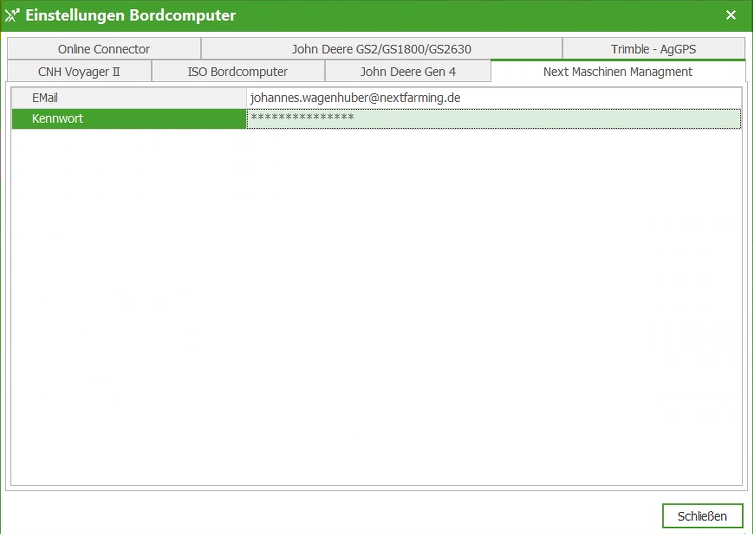 Einstellungen Bordcomputer
Online Connector
John Deere GS2/GS1800/GS2630
Trimble - AgGPS
CNH Voyager II
ISO Bordcomputer
John Deere Gen 4
Next Maschinen Managment
EMail johannes.wagenhuber@nextfarming.de
Kennwort ***************
Schließen